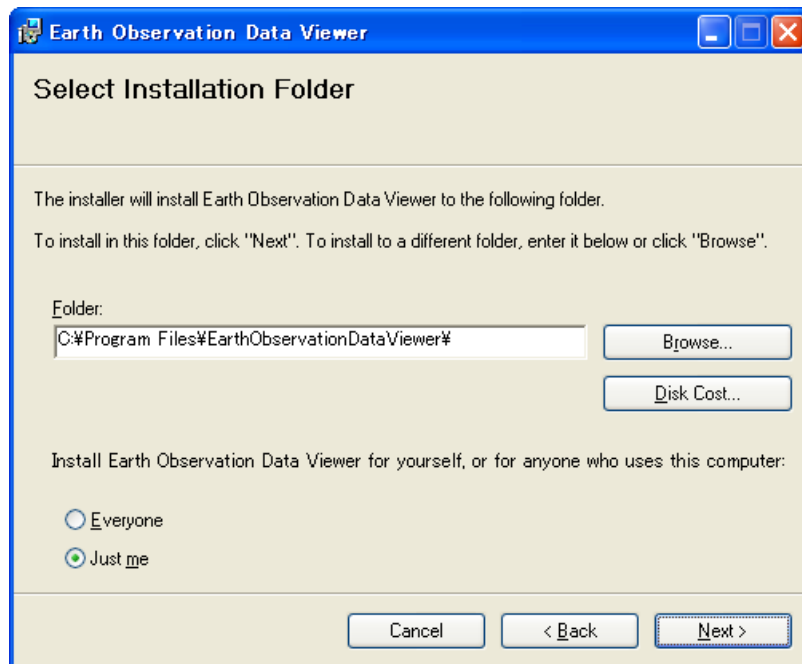 Earth Observation Data Viewer
Select Installation Folder
The installer will install Earth Observation Data Viewer to the following folder.
To install in this folder, click "Next". To install to a different folder, enter it below or click "Browse".
Folder:
C:¥Program Files¥EarthObservationDataViewer¥
Browse...
Disk Cost...
Install Earth Observation Data Viewer for yourself, or for anyone who uses this computer:
Everyone
Just me
Cancel
< Back
Next >